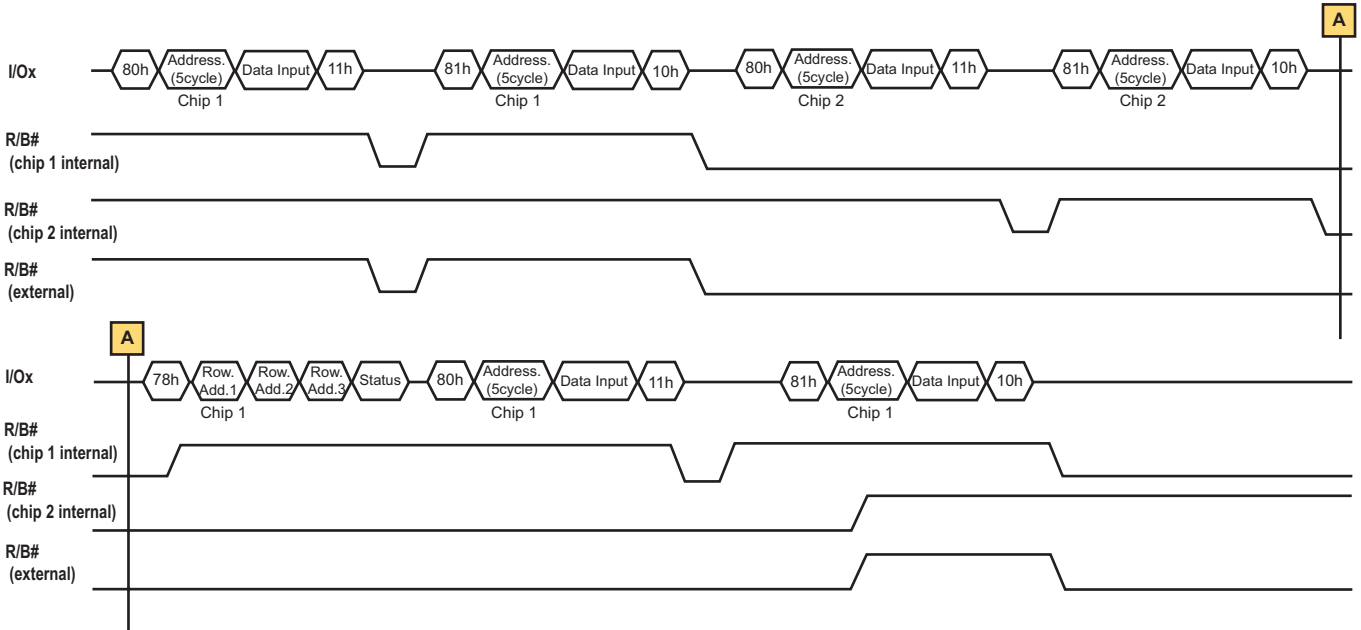 A
I/Ox
80h
Address.
(5cycle)
Data Input
11h
81h
Address.
(5cycle)
Data Input
10h
80h
Address.
(5cycle)
Data Input
11h
81h
Address.
(5cycle)
Data Input
10h
Chip 1
Chip 1
Chip 2
Chip 2
R/B#
(chip 1 internal)
R/B#
(chip 2 internal)
R/B#
(external)
A
I/Ox
78h
Row.
Add.1
Row.
Add.2
Row.
Add.3
Status
80h
Address.
(5cycle)
Data Input
11h
81h
Address.
(5cycle)
Data Input
10h
Chip 1
Chip 1
Chip 1
R/B#
(chip 1 internal)
R/B#
(chip 2 internal)
R/B#
(external)